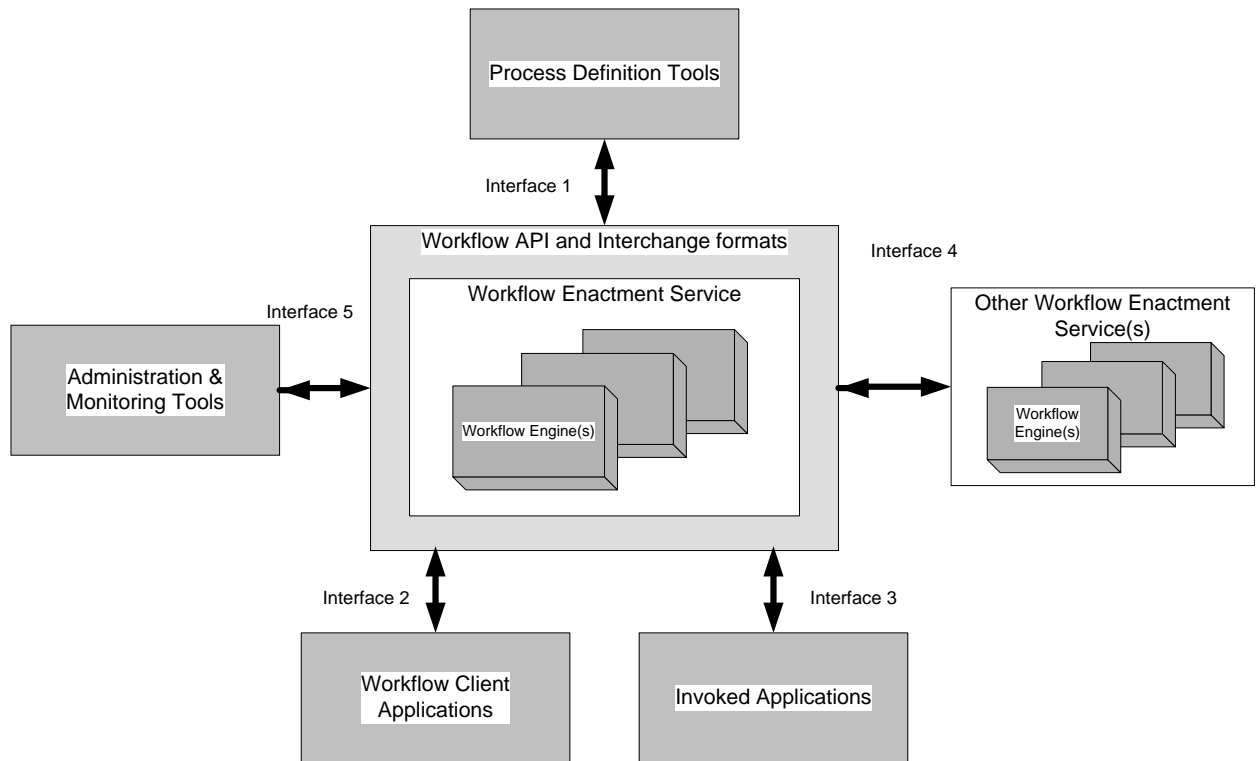 Process Definition Tools
Interface 1
Workflow API and Interchange formats
Interface 4
Workflow Enactment Service
Interface 5
Other Workflow Enactment
Service(s)
Administration &
Monitoring Tools
Workflow Engine(s)
Workflow
Engine(s)
Interface 2
Interface 3
Workflow Client
Applications
Invoked Applications